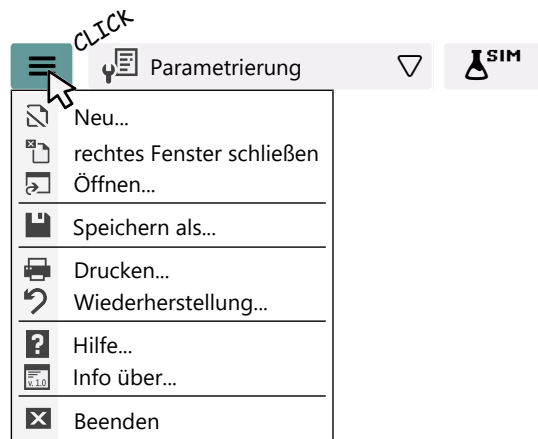 CLICK
Parametrierung
SIM
Neu...
rechtes Fenster schließen
Öffnen...
Speichern als...
Drucken...
Wiederherstellung...
?
Hilfe...
v. 1.0
Info über...
Beenden